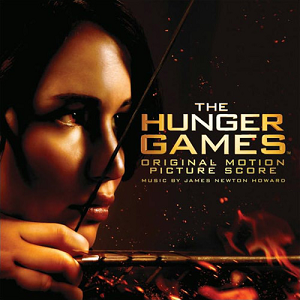 THE
HUNGER
GAMES
ORIGINAL MOTION
PICTURE SCORE
MUSIC BY JAMES NEWTON HOWARD